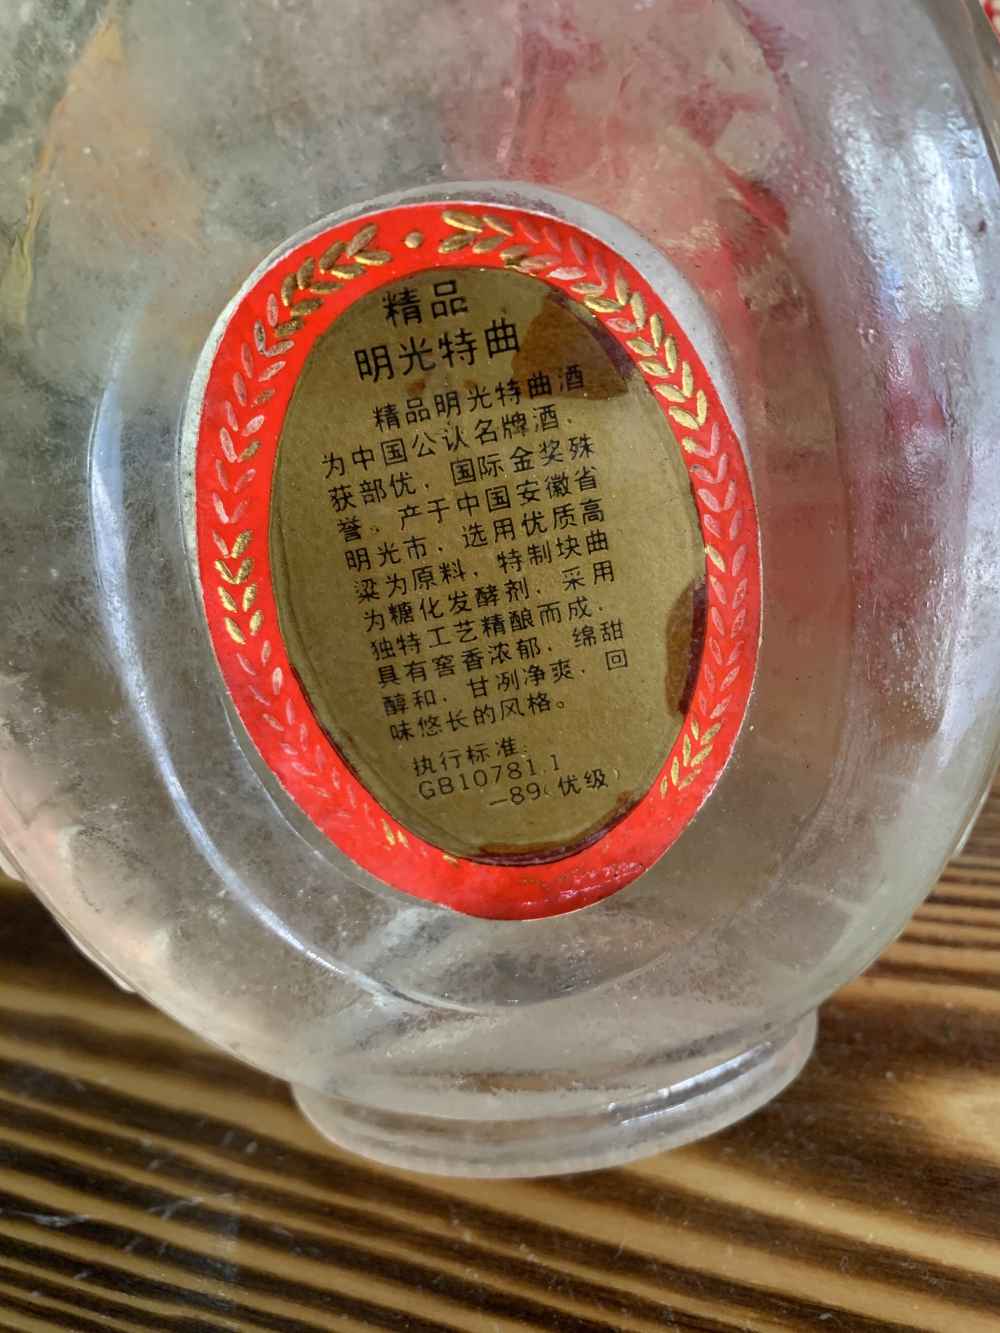 精品
明光特曲
精品明光特曲酒
为中国公认名牌酒、
获部优，国际金奖殊
誉。产于中国安徽省
明光市，选用优质高
粱为原料，特制块曲
为糖化发酵剂，采用
独特工艺精酿而成，
具有窖香浓郁，绵甜
醇和，甘冽净爽，回
味悠长的风格。
执行标准：
GB10781.1
—89（优级）